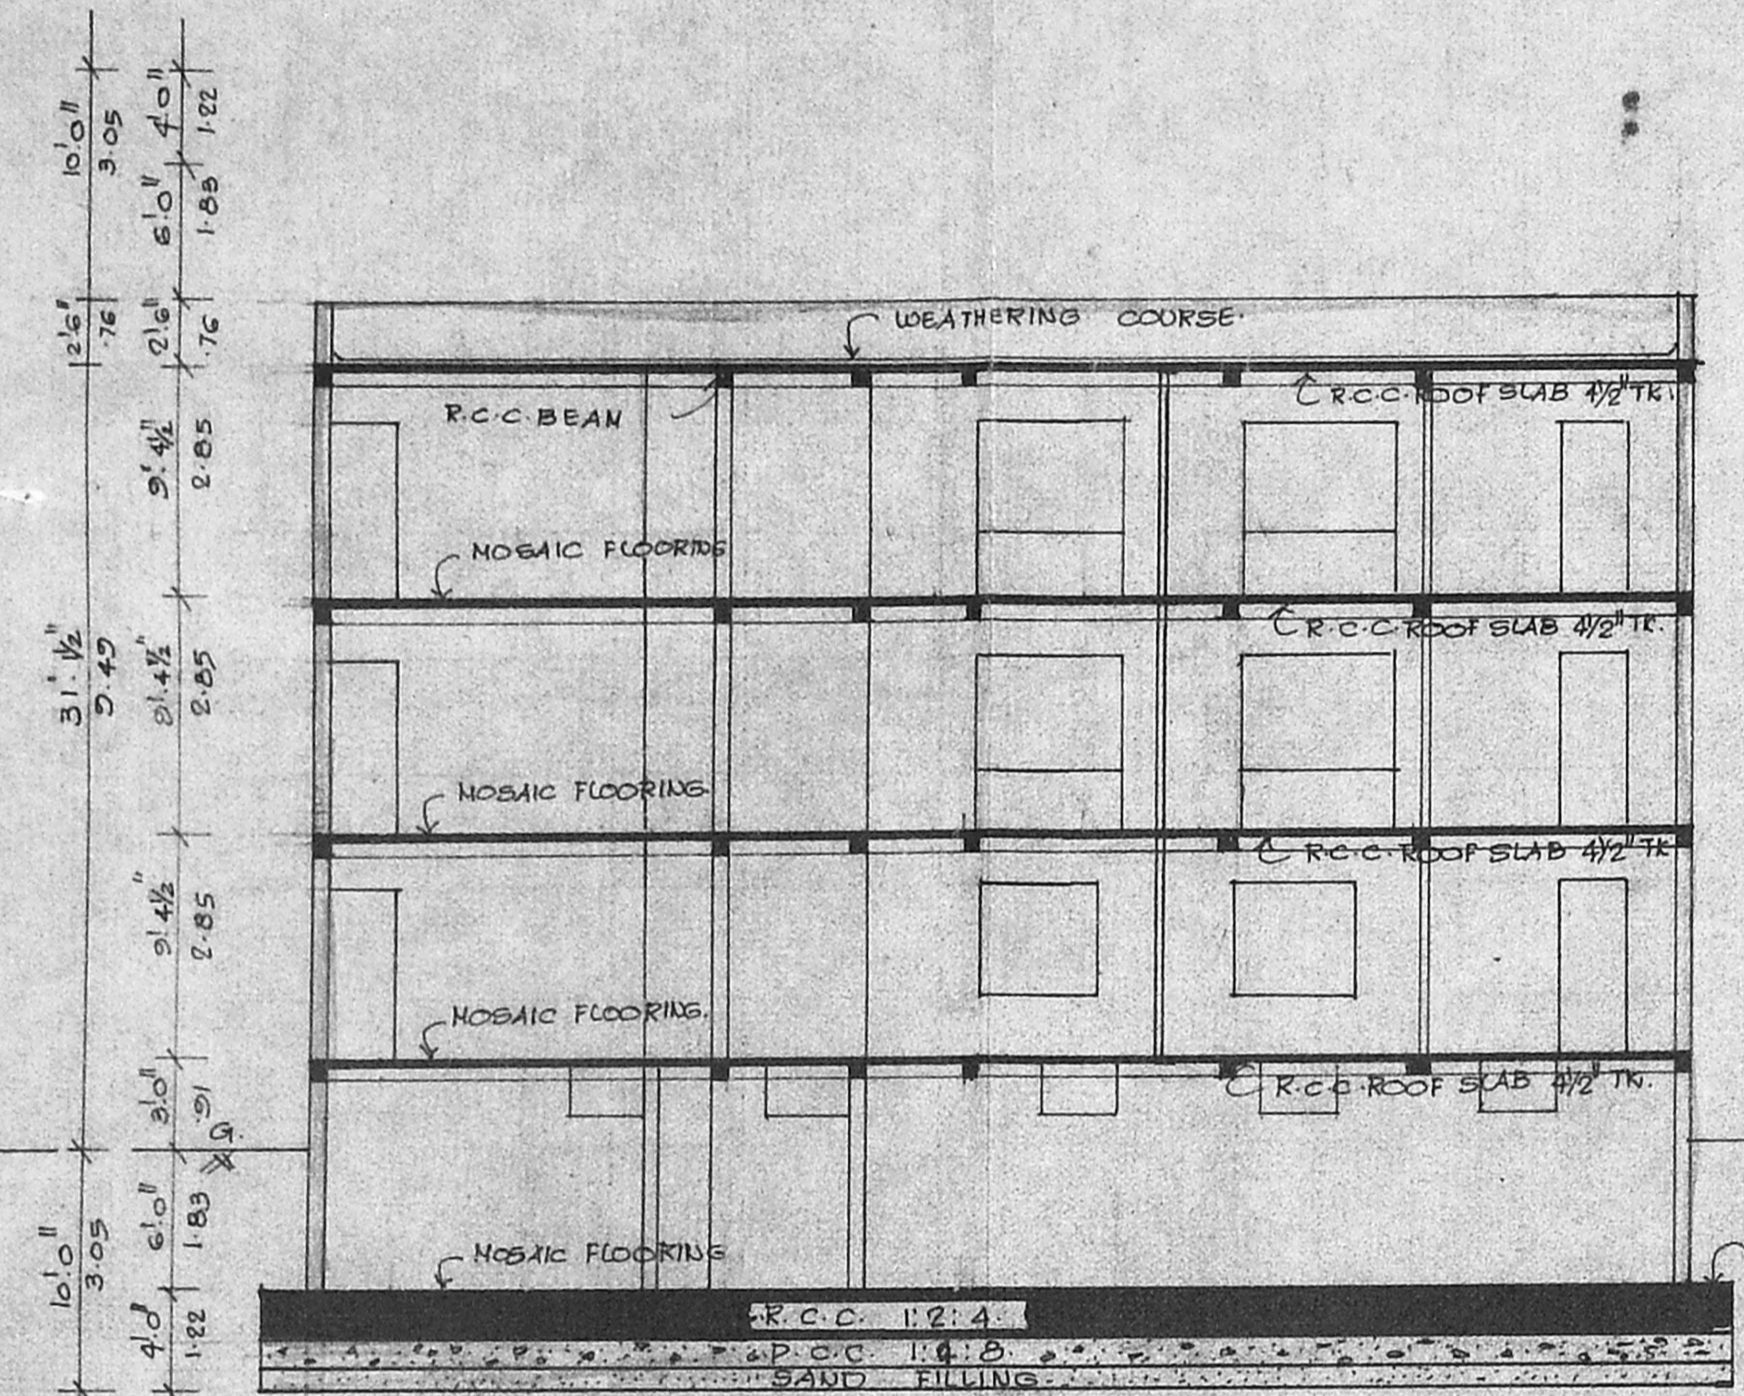 10'.0"
3.05
4'.0"
1.22
6'.0"
1.83
2'.6"
.76
2'.6"
.76
WEATHERING COURSE.
R.C.C. BEAM
R.C.C. ROOF SLAB 4½" TK.
9'.4½"
2.85
MOSAIC FLOORING
R.C.C. ROOF SLAB 4½" TK.
31'.1½"
9.49
9'.4½"
2.85
MOSAIC FLOORING.
R.C.C. ROOF SLAB 4½" TK
9'.4½"
2.85
MOSAIC FLOORING.
R.C.C. ROOF SLAB 4½" TK.
3'.0"
.91
G.
10'.0"
3.05
6'.0"
1.83
MOSAIC FLOORING
4'.0"
1.22
R.C.C. 1:2:4.
P.C.C. 1:4:8.
SAND FILLING